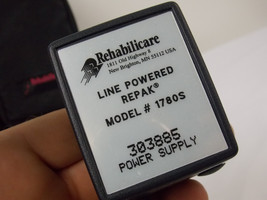 Rehabilicare
1811 Old Highway 8
New Brighton, MN 55112 USA
LINE POWERED
REPAK®
MODEL # 1780S
303885
POWER SUPPLY